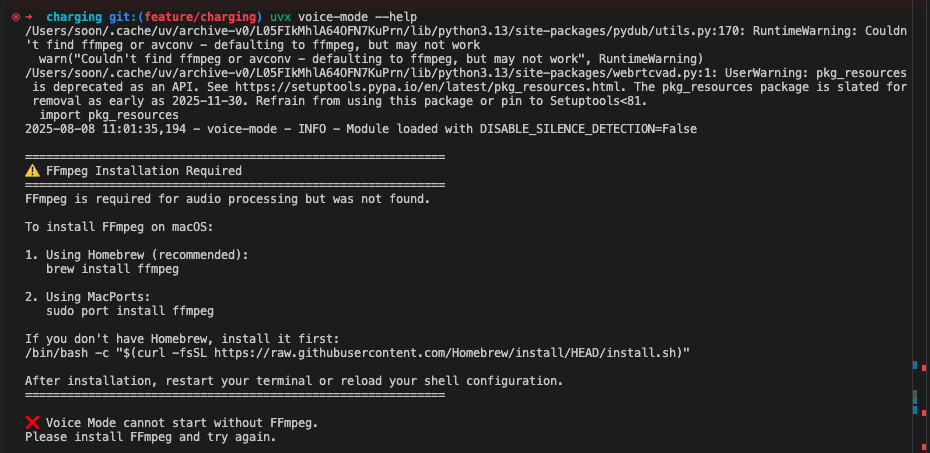 ➜ charging git:(feature/charging) uvx voice-mode --help
/Users/soon/.cache/uv/archive-v0/L05FIkMhlA64OFN7KuPrn/lib/python3.13/site-packages/pydub/utils.py:170: RuntimeWarning: Couldn
't find ffmpeg or avconv - defaulting to ffmpeg, but may not work
  warn("Couldn't find ffmpeg or avconv - defaulting to ffmpeg, but may not work", RuntimeWarning)
/Users/soon/.cache/uv/archive-v0/L05FIkMhlA64OFN7KuPrn/lib/python3.13/site-packages/webrtcvad.py:1: UserWarning: pkg_resources
 is deprecated as an API. See https://setuptools.pypa.io/en/latest/pkg_resources.html. The pkg_resources package is slated for
 removal as early as 2025-11-30. Refrain from using this package or pin to Setuptools<81.
  import pkg_resources
2025-08-08 11:01:35,194 - voice-mode - INFO - Module loaded with DISABLE_SILENCE_DETECTION=False

============================================================
⚠️ FFmpeg Installation Required
============================================================
FFmpeg is required for audio processing but was not found.

To install FFmpeg on macOS:

1. Using Homebrew (recommended):
   brew install ffmpeg

2. Using MacPorts:
   sudo port install ffmpeg

If you don't have Homebrew, install it first:
/bin/bash -c "$(curl -fsSL https://raw.githubusercontent.com/Homebrew/install/HEAD/install.sh)"

After installation, restart your terminal or reload your shell configuration.
============================================================

❌ Voice Mode cannot start without FFmpeg.
Please install FFmpeg and try again.